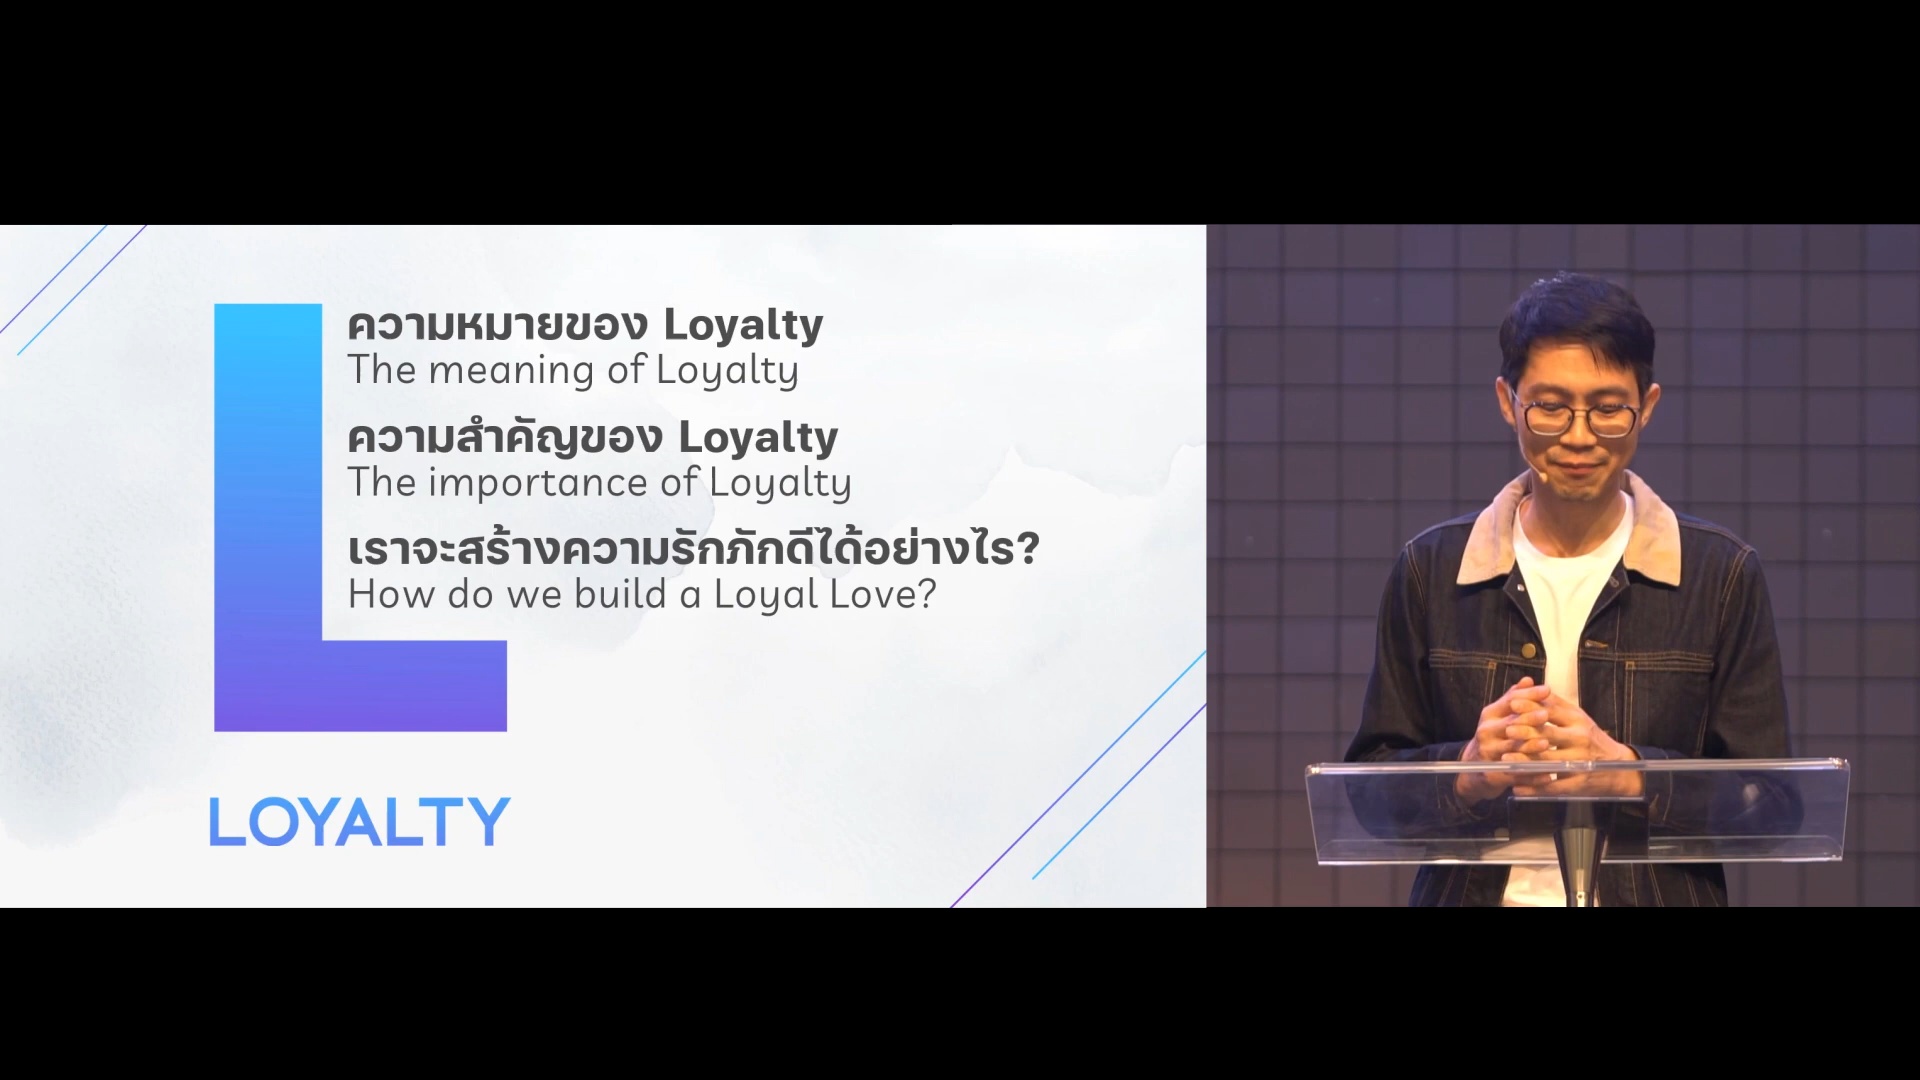 ความหมายของ Loyalty
The meaning of Loyalty
ความสำคัญของ Loyalty
The importance of Loyalty
เราจะสร้างความรักภักดีได้อย่างไร?
How do we build a Loyal Love?
L
LOYALTY